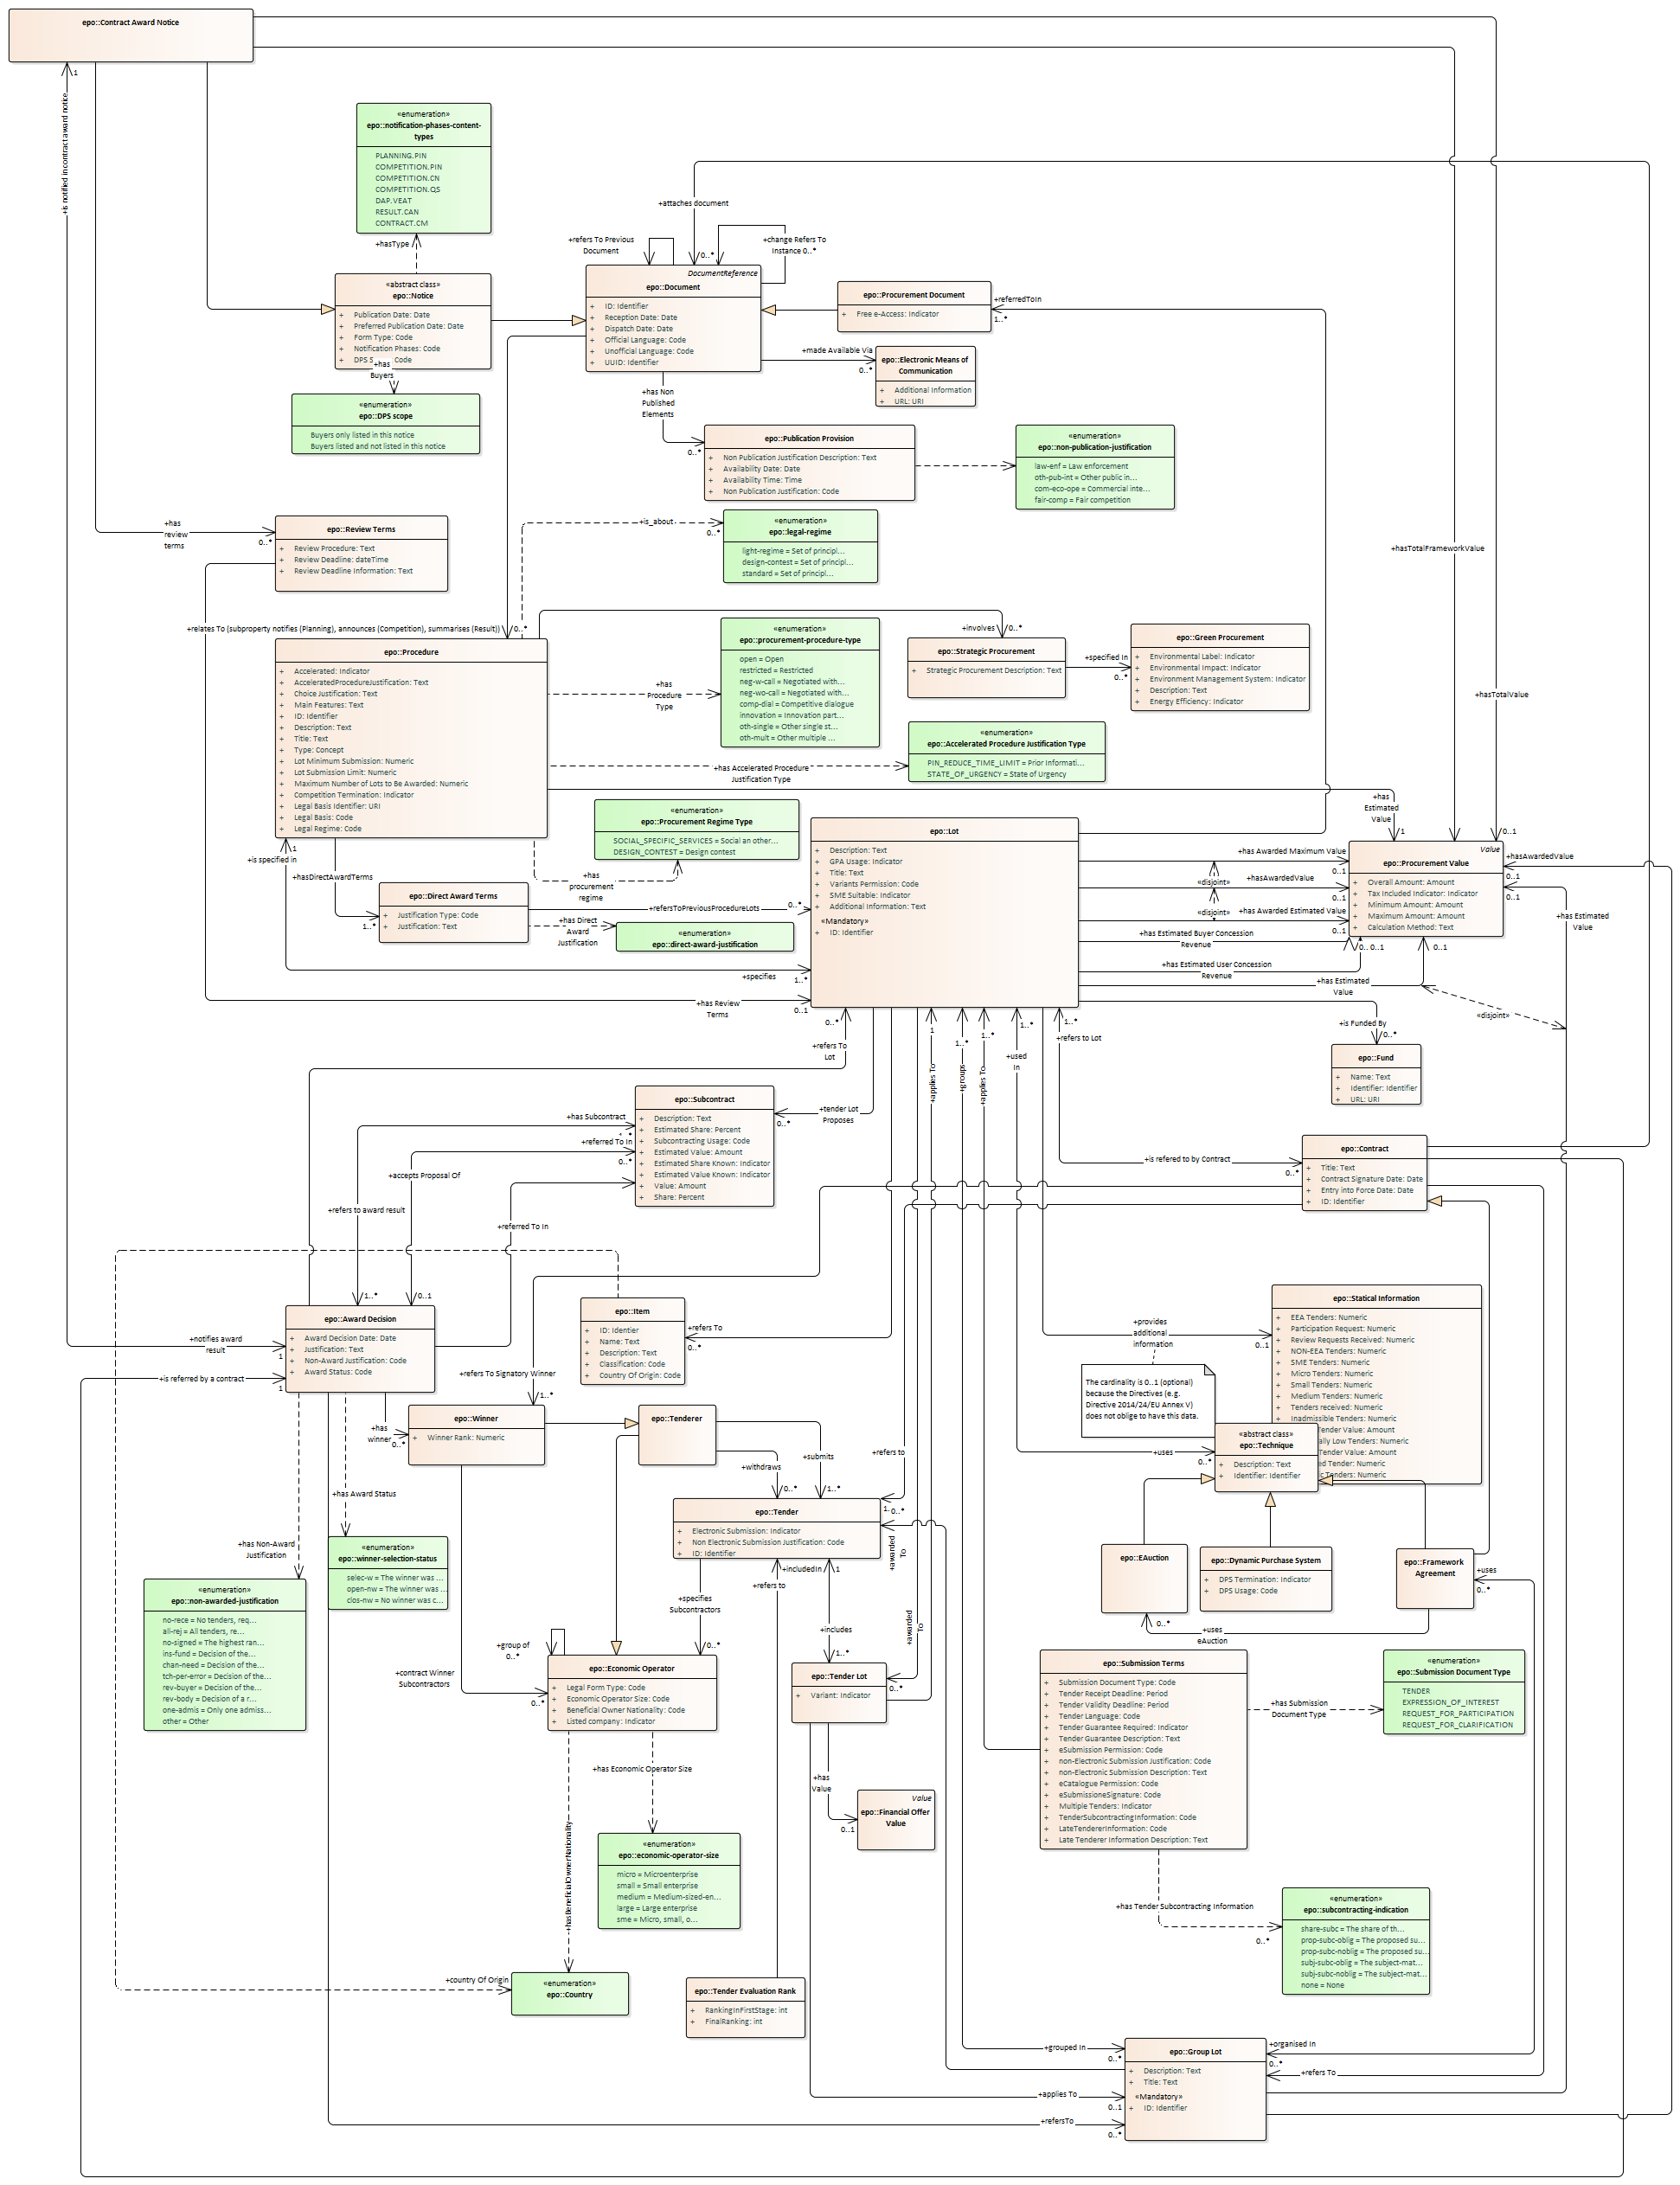 epo::Contract Award Notice
1
+is notified in contract award notice
«enumeration»
epo::notification-phases-content-
types
PLANNING.PIN
COMPETITION.PIN
COMPETITION.CN
COMPETITION.QS
DAP.VEAT
RESULT.CAN
CONTRACT.CM
+hasType
«abstract class»
epo::Notice
+ Publication Date: Date
+ Preferred Publication Date: Date
+ Form Type: Code
+ Notification Phases: Code
+ DPS S
Code
+has
Buyers
«enumeration»
epo::DPS scope
Buyers only listed in this notice
Buyers listed and not listed in this notice
+attaches document
+refers To Previous
Document
0..*
+change Refers To
Instance 0..*
DocumentReference
epo::Document
+ ID: Identifier
+ Reception Date: Date
+ Dispatch Date: Date
+ Official Language: Code
+ Unofficial Language: Code
+ UUID: Identifier
epo::Procurement Document
+ Free e-Access: Indicator
+referredToIn
1..*
+made Available Via
0..*
epo::Electronic Means of
Communication
+ Additional Information
+ URL: URI
+has Non
Published
Elements
0..*
epo::Publication Provision
+ Non Publication Justification Description: Text
+ Availability Date: Date
+ Availability Time: Time
+ Non Publication Justification: Code
«enumeration»
epo::non-publication-justification
law-enf = Law enforcement
oth-pub-int = Other public in...
com-eco-ope = Commercial inte...
fair-comp = Fair competition
+has
review
terms
0..*
epo::Review Terms
+ Review Procedure: Text
+ Review Deadline: dateTime
+ Review Deadline Information: Text
+is_about
0..*
«enumeration»
epo::legal-regime
light-regime = Set of principl...
design-contest = Set of principl...
standard = Set of principl...
+hasTotalFrameworkValue
+hasTotalValue
+relates To (subproperty notifies (Planning), announces (Competition), summarises (Result))
0..*
epo::Procedure
+ Accelerated: Indicator
+ AcceleratedProcedureJustification: Text
+ Choice Justification: Text
+ Main Features: Text
+ ID: Identifier
+ Description: Text
+ Title: Text
+ Type: Concept
+ Lot Minimum Submission: Numeric
+ Lot Submission Limit: Numeric
+ Maximum Number of Lots to Be Awarded: Numeric
+ Competition Termination: Indicator
+ Legal Basis Identifier: URI
+ Legal Basis: Code
+ Legal Regime: Code
+has
Procedure
Type
«enumeration»
epo::procurement-procedure-type
open = Open
restricted = Restricted
neg-w-call = Negotiated with...
neg-wo-call = Negotiated with...
comp-dial = Competitive dialogue
innovation = Innovation part...
oth-single = Other single st...
oth-mult = Other multiple ...
+involves
0..*
epo::Strategic Procurement
+ Strategic Procurement Description: Text
+specified In
0..*
epo::Green Procurement
+ Environmental Label: Indicator
+ Environmental Impact: Indicator
+ Environment Management System: Indicator
+ Description: Text
+ Energy Efficiency: Indicator
+has Accelerated Procedure
Justification Type
«enumeration»
epo::Accelerated Procedure Justification Type
PIN_REDUCE_TIME_LIMIT = Prior Informati...
STATE_OF_URGENCY = State of Urgency
+has
Estimated
Value
1
0..1
«enumeration»
epo::Procurement Regime Type
SOCIAL_SPECIFIC_SERVICES = Social an other...
DESIGN_CONTEST = Design contest
+has
procurement
regime
1
+is specified in
+hasDirectAwardTerms
1..*
epo::Direct Award Terms
+ Justification Type: Code
+ Justification: Text
+refersToPreviousProcedureLots
0..*
+has Direct
Award
Justification
«enumeration»
epo::direct-award-justification
+specifies
1..*
+has Review
Terms
0..1
epo::Lot
+ Description: Text
+ GPA Usage: Indicator
+ Title: Text
+ Variants Permission: Code
+ SME Suitable: Indicator
+ Additional Information: Text
«Mandatory»
+ ID: Identifier
+has Awarded Maximum Value
0..1
«disjoint»
+hasAwardedValue
0..1
«disjoint»
+has Awarded Estimated Value
0..1
+has Estimated Buyer Concession
Revenue
0..
0..1
+has Estimated User Concession
Revenue
+has Estimated
Value
0..1
Value
epo::Procurement Value
+ Overall Amount: Amount
+ Tax Included Indicator: Indicator
+ Minimum Amount: Amount
+ Maximum Amount: Amount
+ Calculation Method: Text
+hasAwardedValue
0..1
0..1
+has Estimated
Value
«disjoint»
+is Funded By
0..*
epo::Fund
+ Name: Text
+ Identifier: Identifier
+ URL: URI
0..*
+refers To
Lot
+tender Lot
Proposes
0..*
1
+applies To
1..*
+groups
1..*
+applies To
1..*
+used
In
1..*
+refers to Lot
epo::Subcontract
+ Description: Text
+ Estimated Share: Percent
+ Subcontracting Usage: Code
+ Estimated Value: Amount
+ Estimated Share Known: Indicator
+ Estimated Value Known: Indicator
+ Value: Amount
+ Share: Percent
+has Subcontract
+referred To In
0..*
+accepts Proposal Of
+refers to award result
+referred To In
+is refered to by Contract
0..*
epo::Contract
+ Title: Text
+ Contract Signature Date: Date
+ Entry into Force Date: Date
+ ID: Identifier
1..*
0..1
epo::Award Decision
+ Award Decision Date: Date
+ Justification: Text
+ Non-Award Justification: Code
+ Award Status: Code
+notifies award
result
1
+is referred by a contract
1
epo::Item
+ ID: Identier
+ Name: Text
+ Description: Text
+ Classification: Code
+ Country Of Origin: Code
+refers To
0..*
+refers To Signatory Winner
1..*
+provides
additional
information
0..1
epo::Statical Information
+ EEA Tenders: Numeric
+ Participation Request: Numeric
+ Review Requests Received: Numeric
+ NON-EEA Tenders: Numeric
+ SME Tenders: Numeric
+ Micro Tenders: Numeric
+ Small Tenders: Numeric
+ Medium Tenders: Numeric
+ Tenders received: Numeric
+ Inadmissible Tenders: Numeric
Tender Value: Amount
ally Low Tenders: Numeric
Tender Value: Amount
ed Tender: Numeric
c Tenders: Numeric
The cardinality is 0..1 (optional)
because the Directives (e.g.
Directive 2014/24/EU Annex V)
does not oblige to have this data.
«abstract class»
epo::Technique
+ Description: Text
+ Identifier: Identifier
+uses
0..*
+has
winner
0..*
epo::Winner
+ Winner Rank: Numeric
epo::Tenderer
+withdraws
0..*
+submits
1..*
+refers to
1..
0..*
epo::Tender
+ Electronic Submission: Indicator
+ Non Electronic Submission Justification: Code
+ ID: Identifier
+has Award Status
+has Non-Award
Justification
«enumeration»
epo::winner-selection-status
selec-w = The winner was ...
open-nw = The winner was ...
clos-nw = No winner was c...
«enumeration»
epo::non-awarded-justification
no-rece = No tenders, req...
all-rej = All tenders, re...
no-signed = The highest ran...
ins-fund = Decision of the...
chan-need = Decision of the...
tch-per-error = Decision of the...
rev-buyer = Decision of the...
rev-body = Decision of a r...
one-admis = Only one admiss...
other = Other
+includedIn
1
+refers to
+awarded
To
+specifies
Subcontractors
0..*
+includes
1..*
+awarded
To
0..*
epo::EAuction
epo::Dynamic Purchase System
+ DPS Termination: Indicator
+ DPS Usage: Code
epo::Framework
Agreement
+uses
0..*
0..*
+uses
eAuction
+group of
0..*
+contract Winner
Subcontractors
0..*
epo::Economic Operator
+ Legal Form Type: Code
+ Economic Operator Size: Code
+ Beneficial Owner Nationality: Code
+ Listed company: Indicator
epo::Tender Lot
+ Variant: Indicator
epo::Submission Terms
+ Submission Document Type: Code
+ Tender Receipt Deadline: Period
+ Tender Validity Deadline: Period
+ Tender Language: Code
+ Tender Guarantee Required: Indicator
+ Tender Guarantee Description: Text
+ eSubmission Permission: Code
+ non-Electronic Submission Justification: Code
+ non-Electronic Submission Description: Text
+ eCatalogue Permission: Code
+ eSubmissioneSignature: Code
+ Multiple Tenders: Indicator
+ TenderSubcontractingInformation: Code
+ LateTendererInformation: Code
+ Late Tenderer Information Description: Text
+has Submission
Document Type
«enumeration»
epo::Submission Document Type
TENDER
EXPRESSION_OF_INTEREST
REQUEST_FOR_PARTICIPATION
REQUEST_FOR_CLARIFICATION
+has Economic Operator Size
+has
Value
0..1
Value
epo::Financial Offer
Value
+hasBeneficialOwnerNationality
«enumeration»
epo::economic-operator-size
micro = Microenterprise
small = Small enterprise
medium = Medium-sized-en...
large = Large enterprise
sme = Micro, small, o...
+has Tender Subcontracting Information
0..*
«enumeration»
epo::subcontracting-indication
share-subc = The share of th...
prop-subc-oblig = The proposed su...
prop-subc-noblig = The proposed su...
subj-subc-oblig = The subject-mat...
subj-subc-noblig = The subject-mat...
none = None
+country Of Origin
«enumeration»
epo::Country
epo::Tender Evaluation Rank
+ RankingInFirstStage: int
+ FinalRanking: int
+grouped In
0..*
epo::Group Lot
+ Description: Text
+ Title: Text
«Mandatory»
+ ID: Identifier
+organised In
0..*
+refers To
+applies To
0..1
+refersTo
0..*